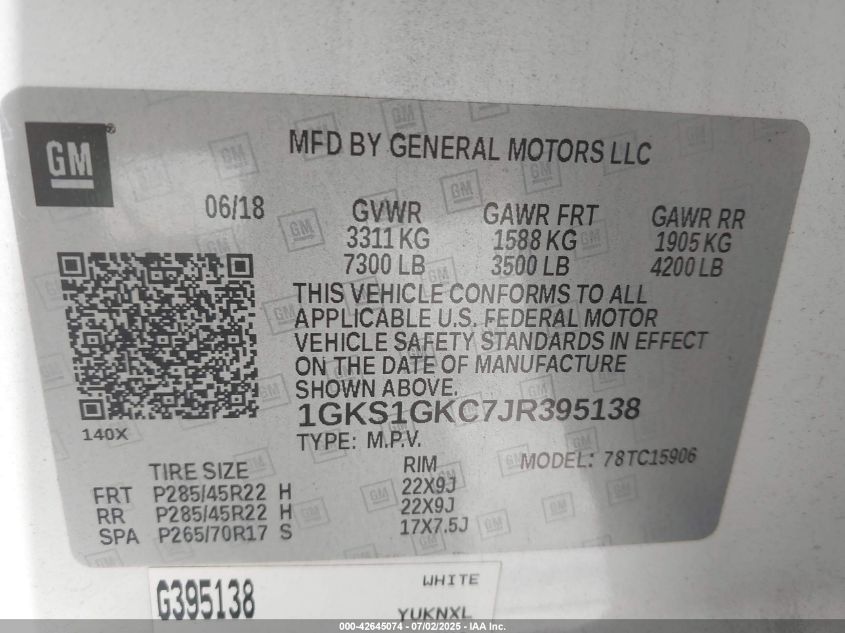 GM®
MFD BY GENERAL MOTORS LLC
06/18
GVWR GAWR FRT GAWR RR
3311 KG 1588 KG 1905 KG
7300 LB 3500 LB 4200 LB
THIS VEHICLE CONFORMS TO ALL
APPLICABLE U.S. FEDERAL MOTOR
VEHICLE SAFETY STANDARDS IN EFFECT
ON THE DATE OF MANUFACTURE
SHOWN ABOVE.
1GKS1GKC7JR395138
140X
TYPE: M.P.V. MODEL: 78TC15906
TIRE SIZE RIM
FRT P285/45R22 H 22X9J
RR P285/45R22 H 22X9J
SPA P265/70R17 S 17X7.5J
G395138 WHITE
YUKNXL
000-42645074 / 07/02/2025 / IAA Inc.